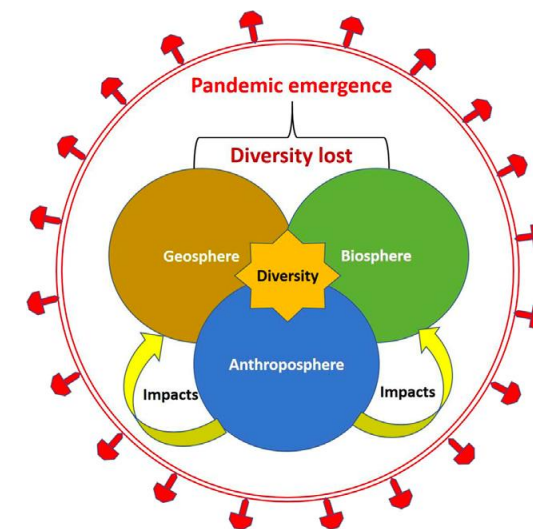 Pandemic emergence
Diversity lost
Geosphere
Biosphere
Diversity
Anthroposphere
Impacts
Impacts